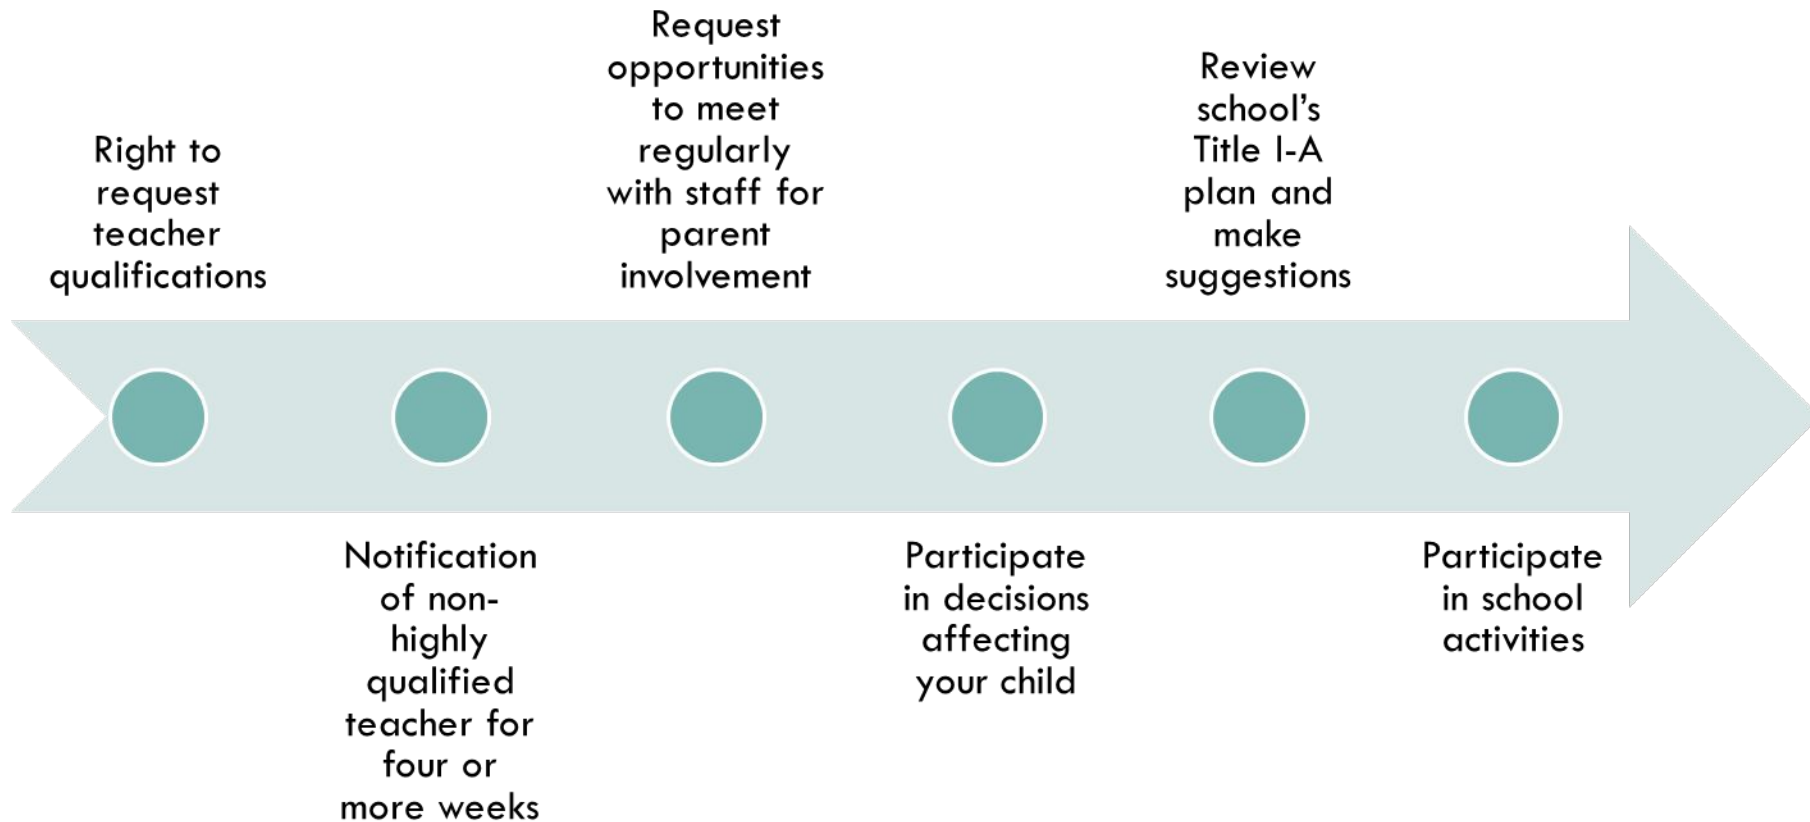 Right to
request
teacher
qualifications
Notification
of non-
highly
qualified
teacher for
four or
more weeks
Request
opportunities
to meet
regularly
with staff for
parent
involvement
Participate
in decisions
affecting
your child
Review
school’s
Title I-A
plan and
make
suggestions
Participate
in school
activities